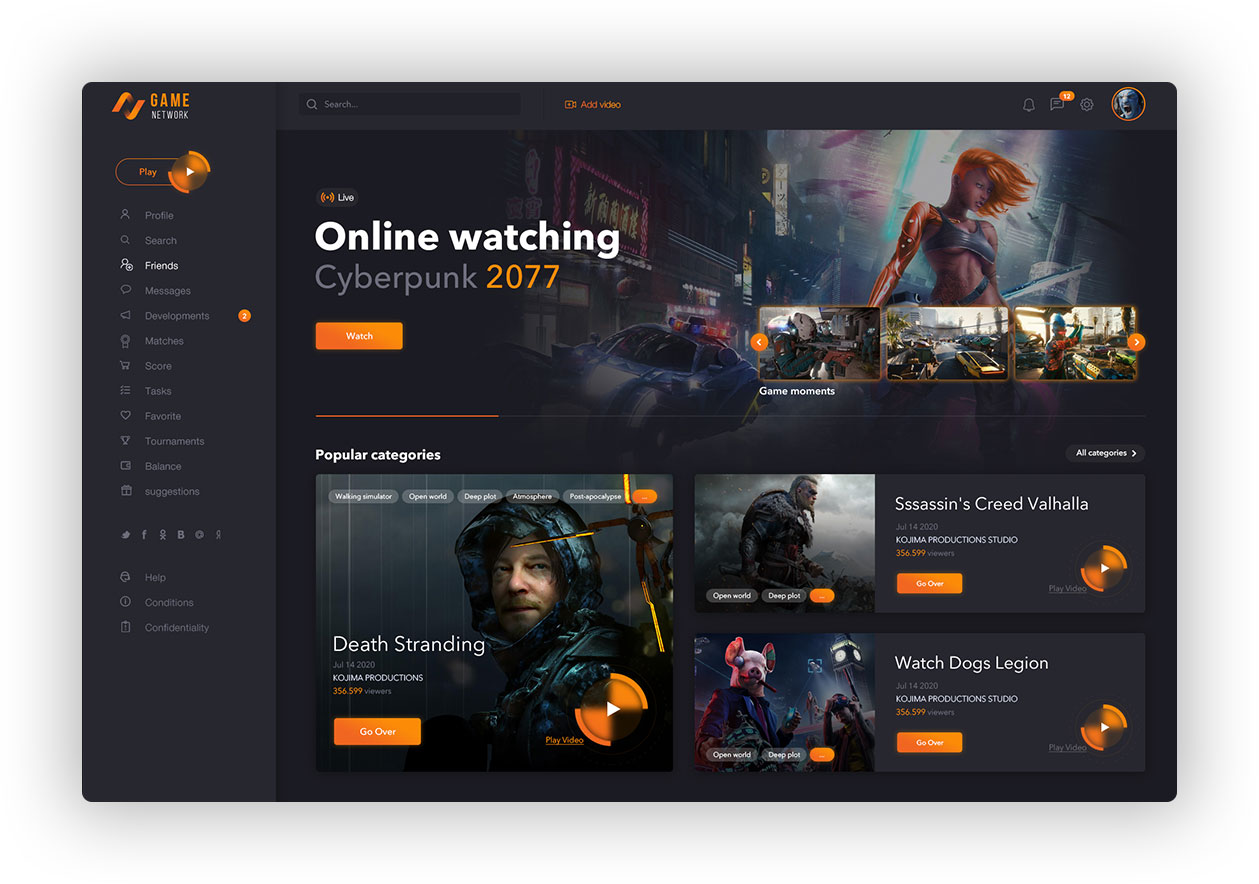 GAME
NETWORK
Search...
Add video
12
Play
Profile
Search
Friends
Messages
Developments
2
Matches
Score
Tasks
Favorite
Tournaments
Balance
suggestions
Help
Conditions
Confidentiality
Live
Online watching
Cyberpunk 2077
Watch
Game moments
Popular categories
All categories
Walking simulator
Open world
Deep plot
Atmosphere
Post-apocalypse
...
Death Stranding
Jul 14 2020
KOJIMA PRODUCTIONS
356.599 viewers
Go Over
Play Video
Open world
Deep plot
...
Sssassin's Creed Valhalla
Jul 14 2020
KOJIMA PRODUCTIONS STUDIO
356.599 viewers
Go Over
Play Video
Open world
Deep plot
...
Watch Dogs Legion
Jul 14 2020
KOJIMA PRODUCTIONS STUDIO
356.599 viewers
Go Over
Play Video